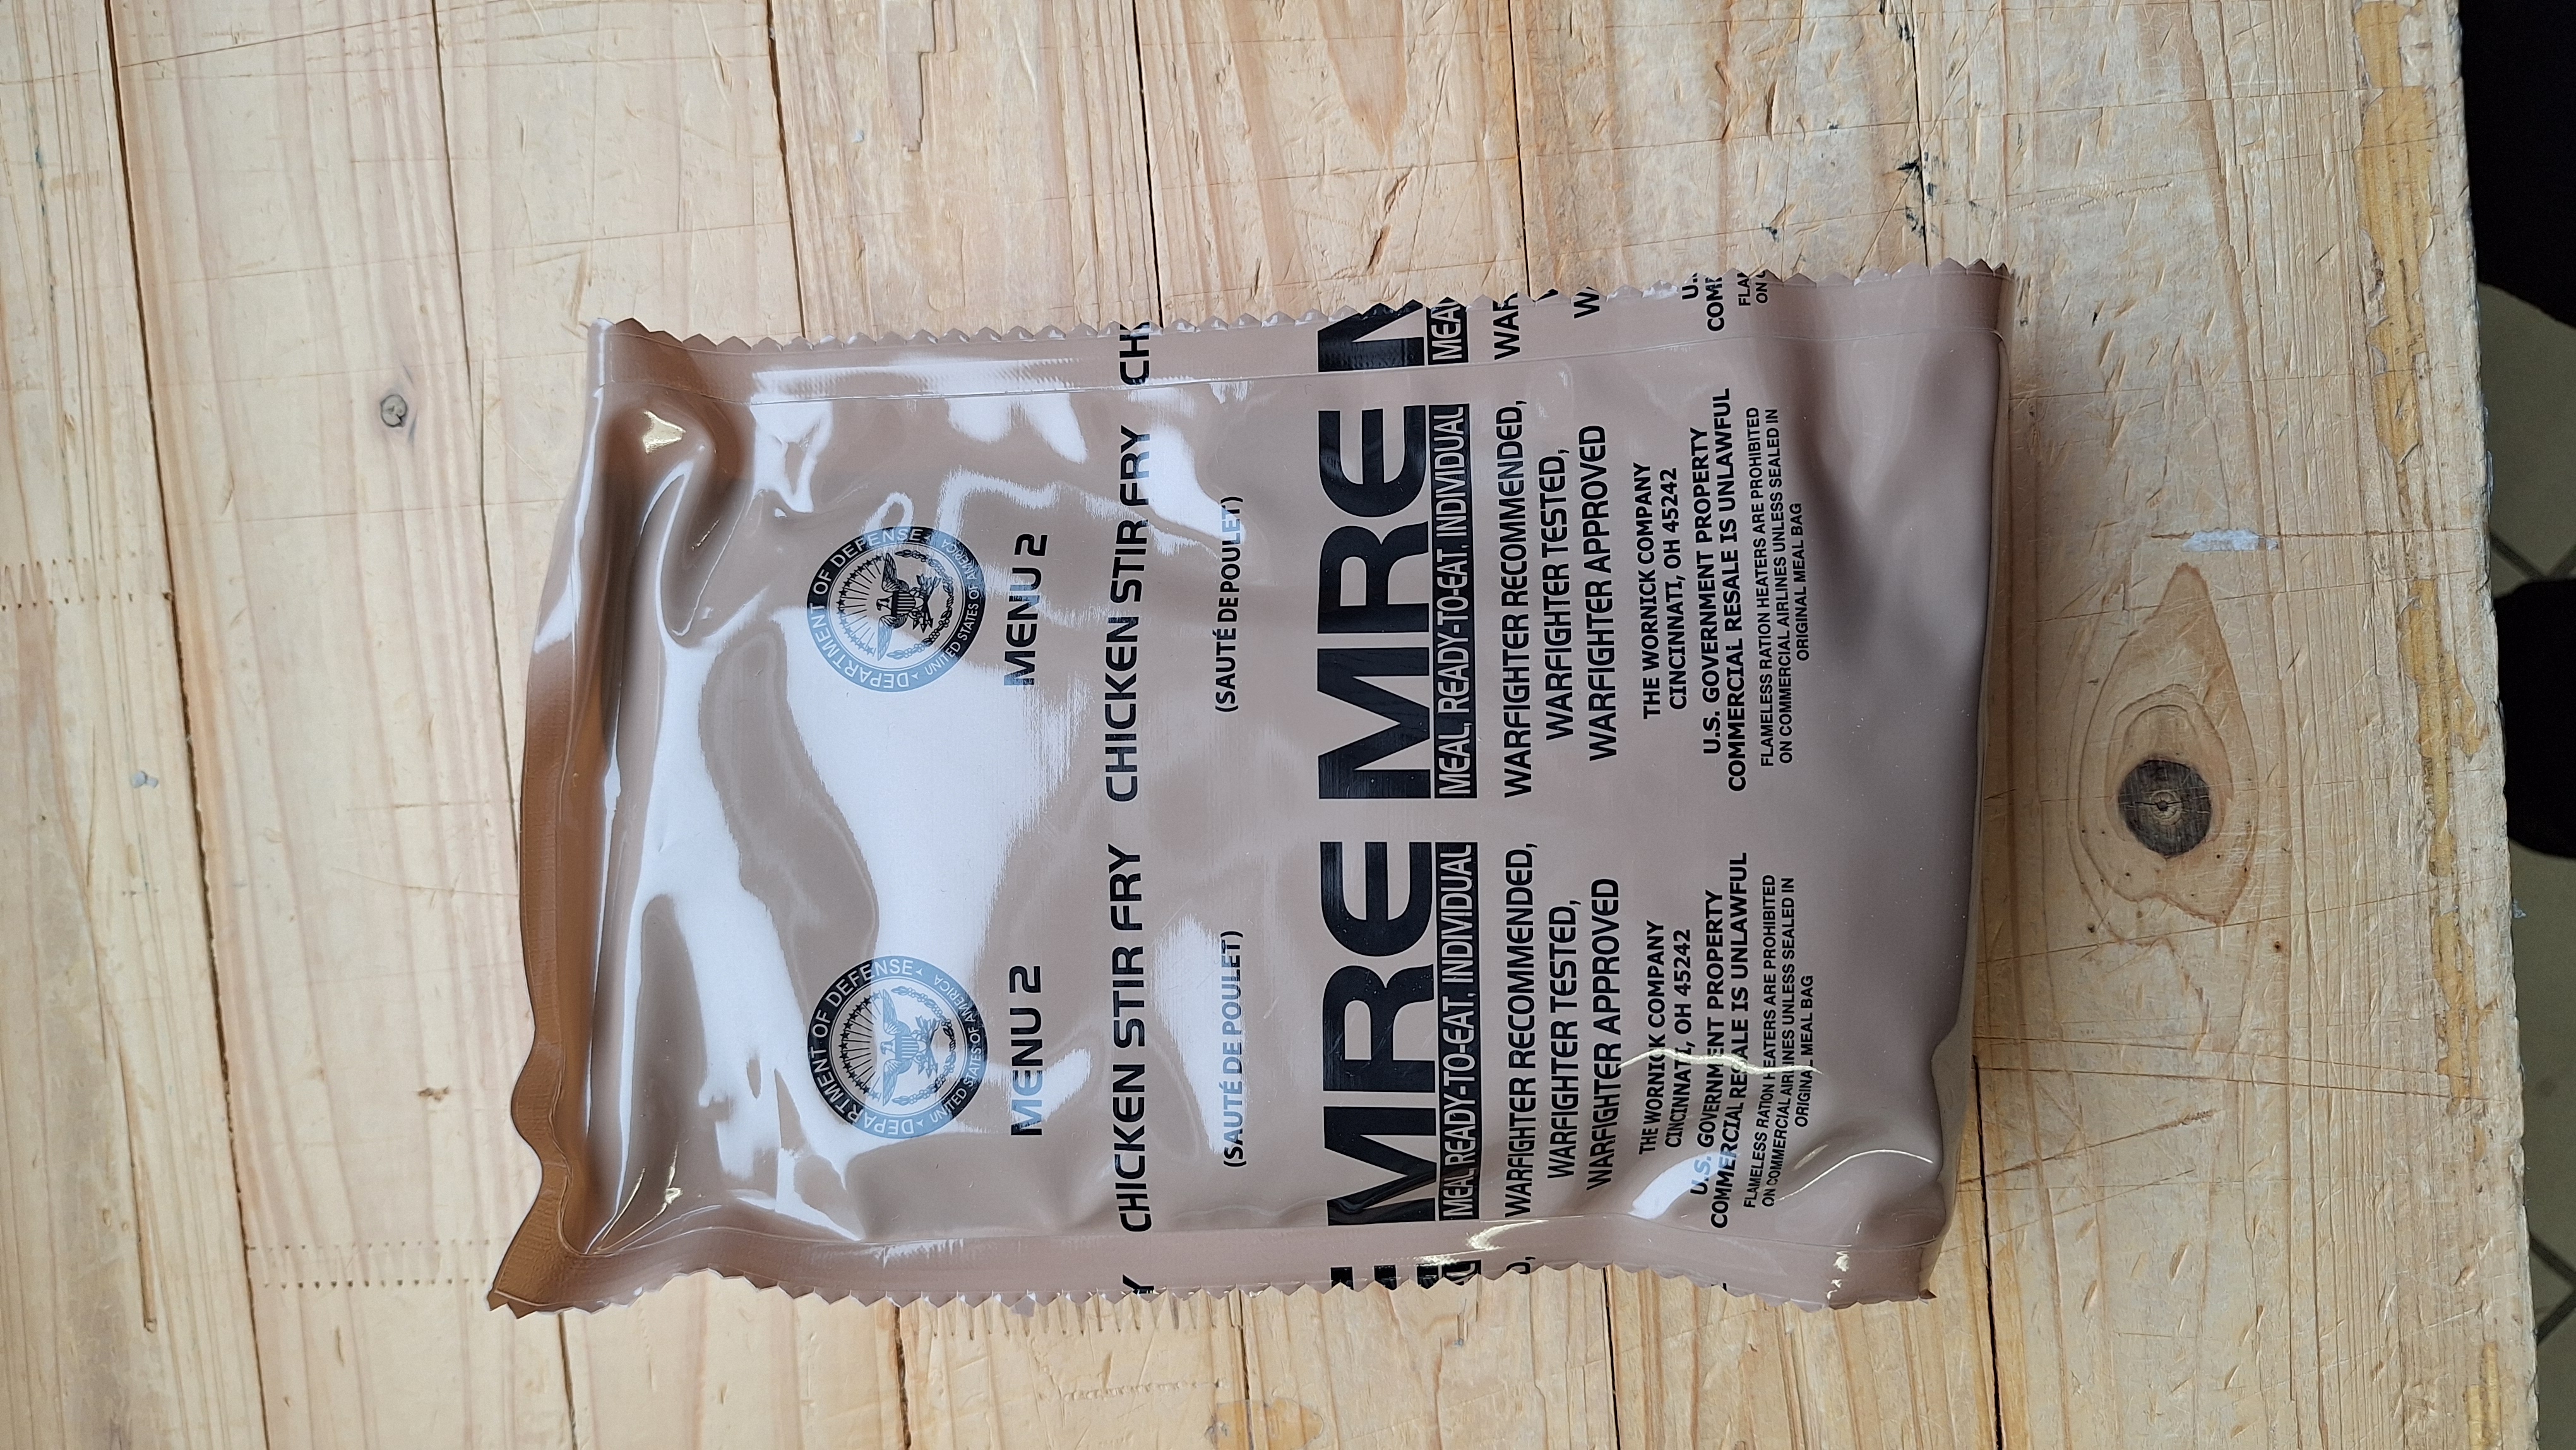 DEPARTMENT OF DEFENSE
UNITED STATES OF AMERICA
MENU 2
CHICKEN STIR FRY
(SAUTÉ DE POULET)
MRE
MEAL, READY-TO-EAT, INDIVIDUAL
WARFIGHTER RECOMMENDED,
WARFIGHTER TESTED,
WARFIGHTER APPROVED
THE WORNICK COMPANY
CINCINNATI, OH 45242
U.S. GOVERNMENT PROPERTY
COMMERCIAL RESALE IS UNLAWFUL
FLAMELESS RATION HEATERS ARE PROHIBITED
ON COMMERCIAL AIRLINES UNLESS SEALED IN
ORIGINAL MEAL BAG
DEPARTMENT OF DEFENSE
UNITED STATES OF AMERICA
MENU 2
CHICKEN STIR FRY
(SAUTÉ DE POULET)
MRE
MEAL, READY-TO-EAT, INDIVIDUAL
WARFIGHTER RECOMMENDED,
WARFIGHTER TESTED,
WARFIGHTER APPROVED
THE WORNICK COMPANY
CINCINNATI, OH 45242
U.S. GOVERNMENT PROPERTY
COMMERCIAL RESALE IS UNLAWFUL
FLAMELESS RATION HEATERS ARE PROHIBITED
ON COMMERCIAL AIRLINES UNLESS SEALED IN
ORIGINAL MEAL BAG